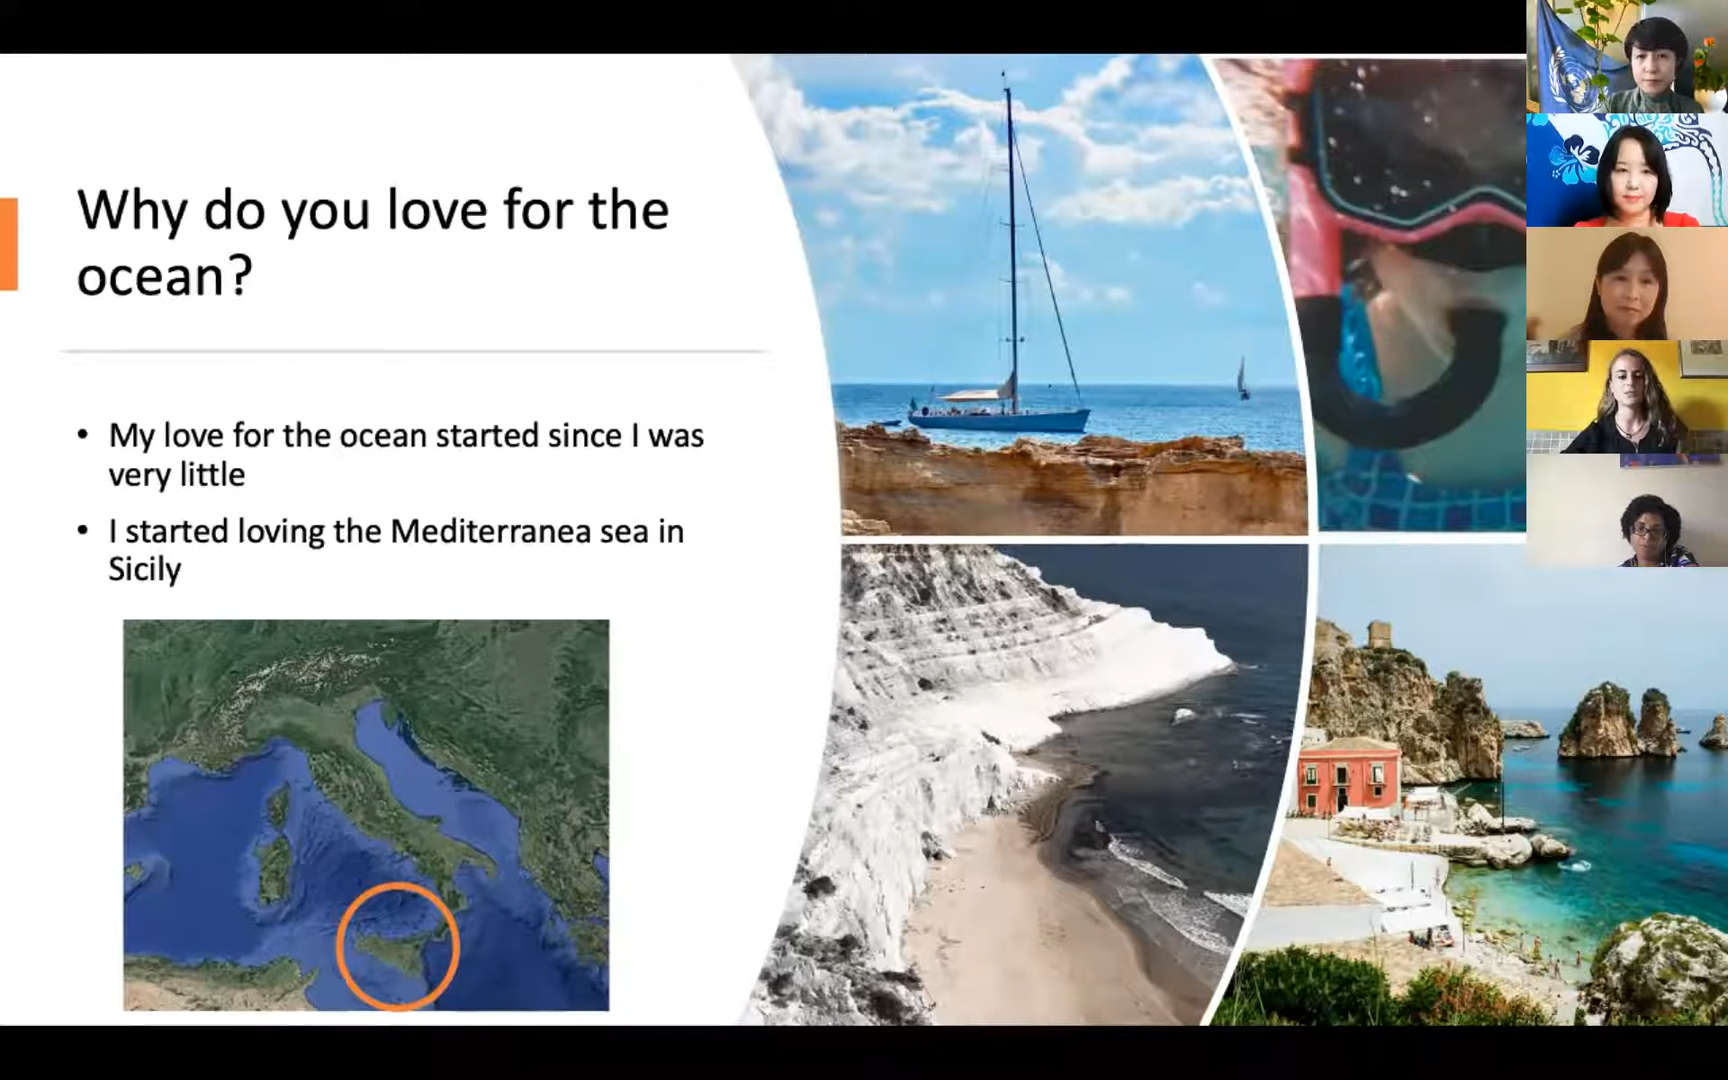 Why do you love for the
ocean?
• My love for the ocean started since I was
very little
• I started loving the Mediterranea sea in
Sicily